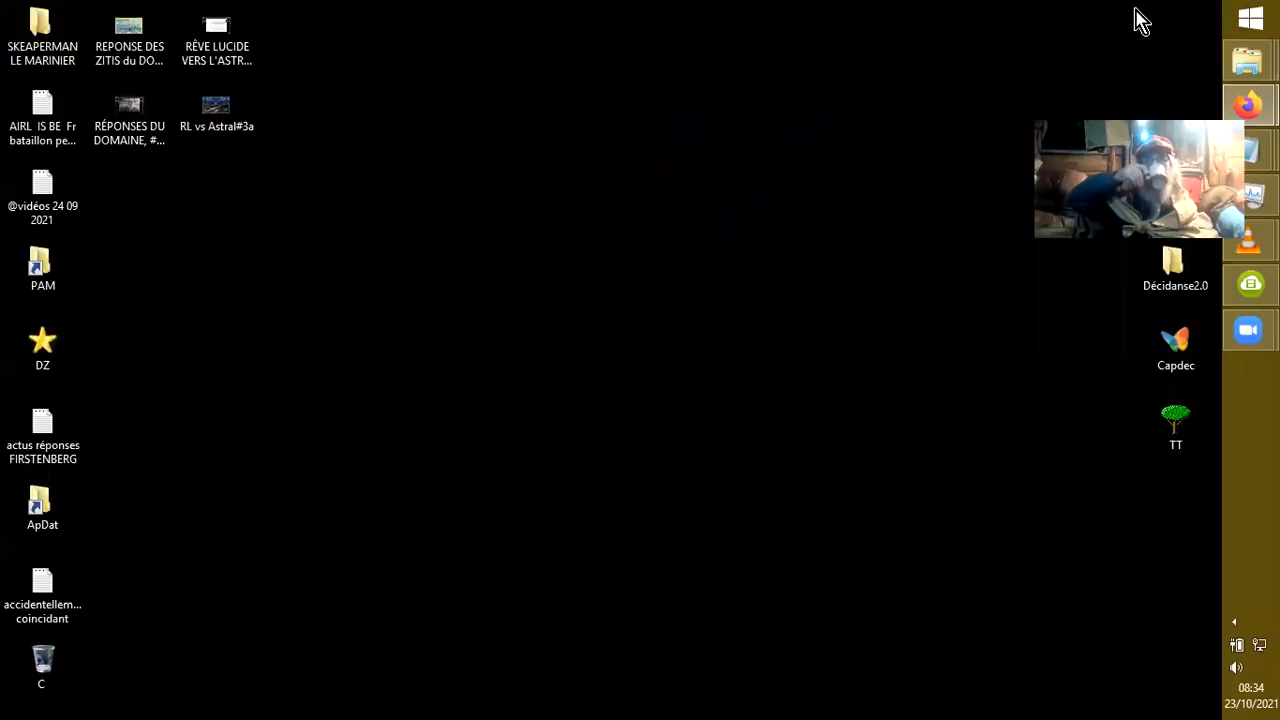 SKEAPERMAN
LE MARINIER
REPONSE DES
ZITIS du DO...
RÊVE LUCIDE
VERS L'ASTR...
AIRL IS BE Fr
bataillon pe...
RÉPONSES DU
DOMAINE, #...
RL vs Astral#3a
@vidéos 24 09
2021
PAM
DZ
actus réponses
FIRSTENBERG
ApDat
accidentellem...
coincidant
C
Décidanse2.0
Capdec
TT
08:34
23/10/2021